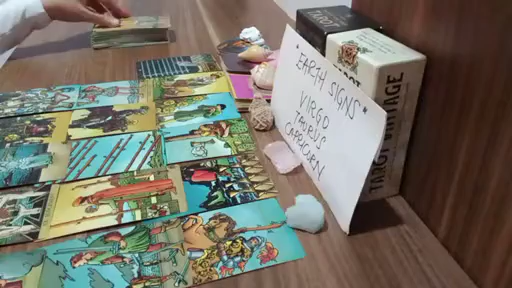 *EARTH SIGNS*
VIRGO
TAURUS
CAPRICORN
TAROT
TAROT VINTAGE